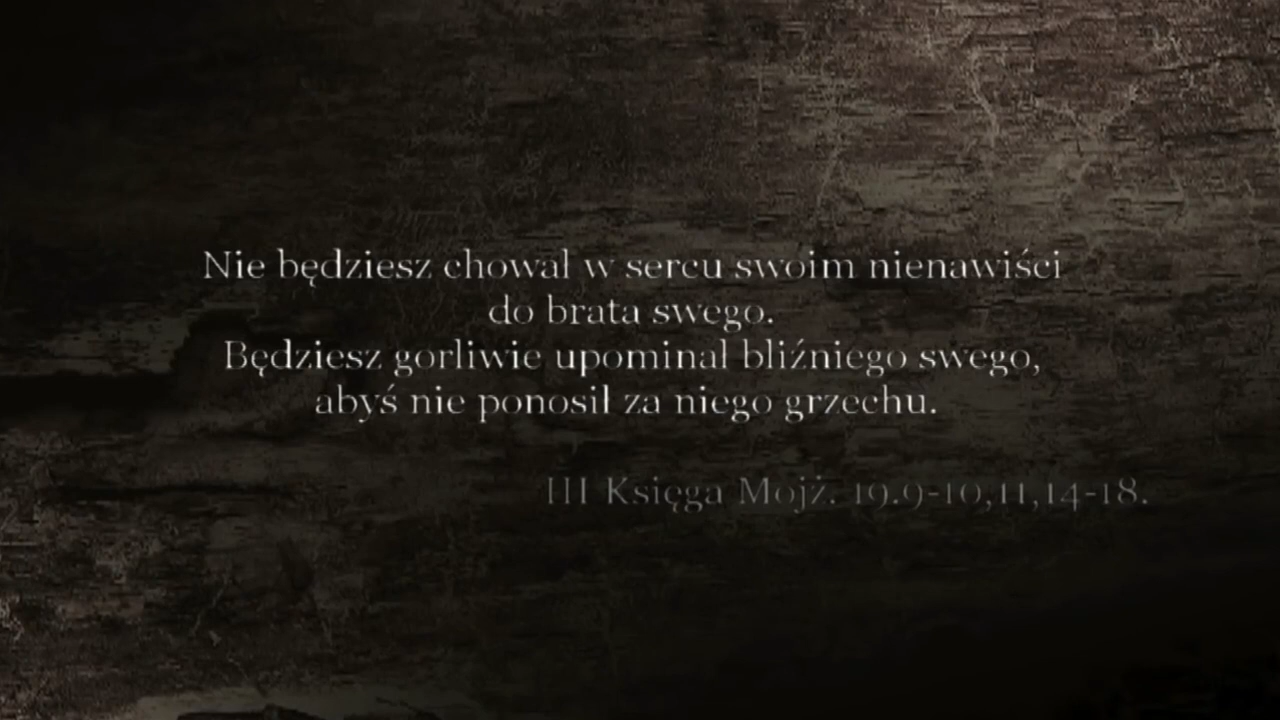 Nie będziesz chował w sercu swoim nienawiści
do brata swego.
Będziesz gorliwie upominał bliźniego swego,
abyś nie ponosił za niego grzechu.
III Księga Mojż. 19.9-10,11,14-18.